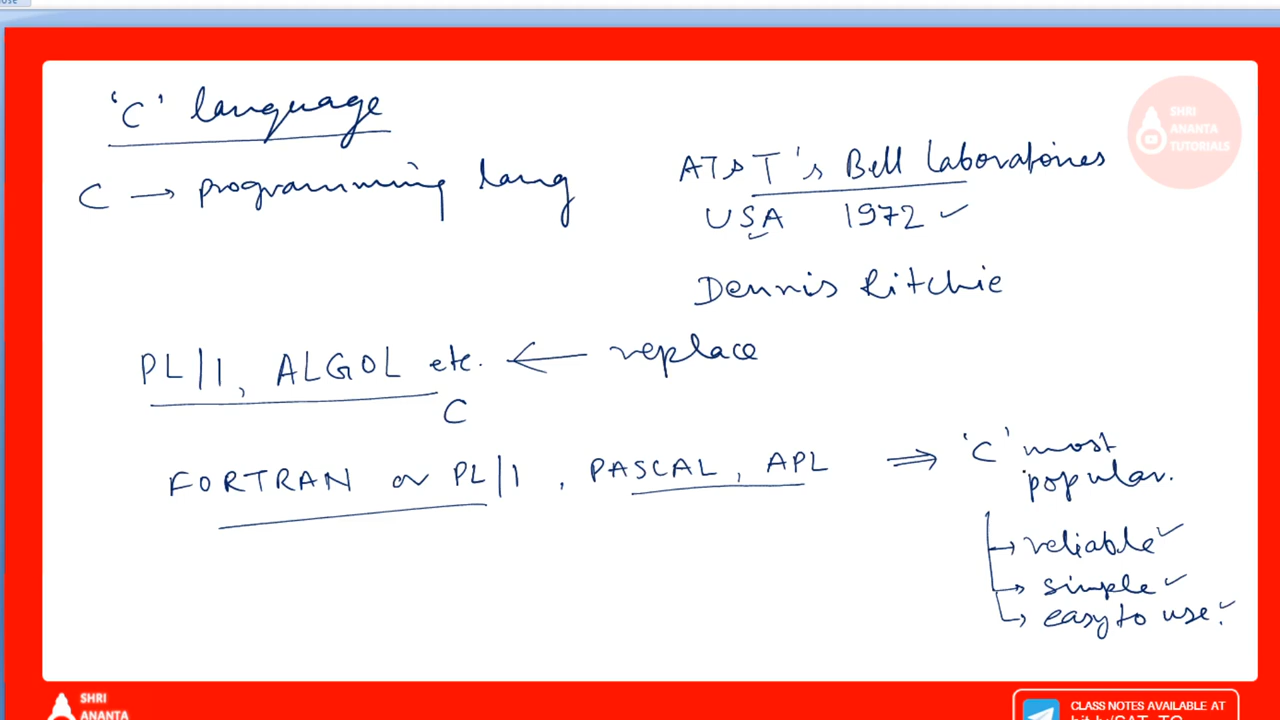 'C' language
C → programming lang
AT&T's Bell Laboratoires
USA 1972 ✓
Dennis Ritchie
PL/1, ALGOL etc. ← replace
C
FORTRAN or PL/1, PASCAL, APL ⇒ 'C' most
popular.
→ reliable ✓
→ simple ✓
→ easy to use. ✓
SHRI
ANANTA
TUTORIALS
SHRI
ANANTA
CLASS NOTES AVAILABLE AT